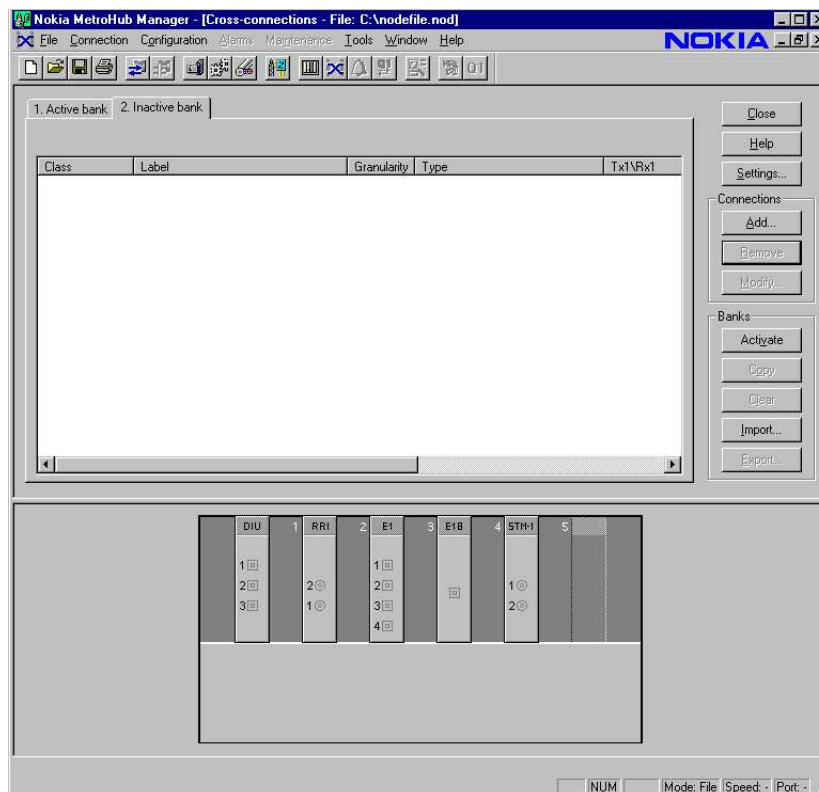 Nokia MetroHub Manager - [Cross-connections - File: C:\nodefile.nod]
File Connection Configuration Alarms Maintenance Tools Window Help
NOKIA
Q1
1. Active bank
2. Inactive bank
Class Label Granularity Type Tx1\Rx1
Close
Help
Settings...
Connections
Add...
Remove
Modify...
Banks
Activate
Copy
Clear
Import...
Export...
DIU 1 RRI 2 E1 3 E1B 4 STM-1 5
1 1
2 2 2 1
3 1 3 2
4
NUM Mode: File Speed: - Port: -